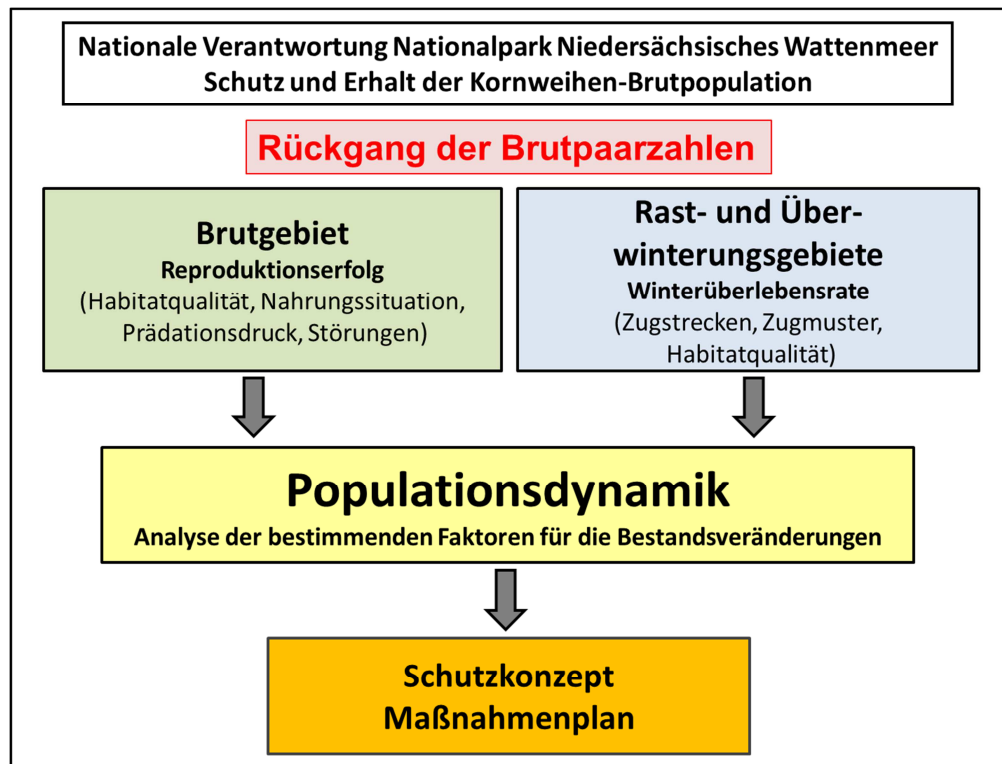 Nationale Verantwortung Nationalpark Niedersächsisches Wattenmeer
Schutz und Erhalt der Kornweihen-Brutpopulation
Rückgang der Brutpaarzahlen
Brutgebiet
Reproduktionserfolg
(Habitatqualität, Nahrungssituation,
Prädationsdruck, Störungen)
Rast- und Über-
winterungsgebiete
Winterüberlebensrate
(Zugstrecken, Zugmuster,
Habitatqualität)
Populationsdynamik
Analyse der bestimmenden Faktoren für die Bestandsveränderungen
Schutzkonzept
Maßnahmenplan